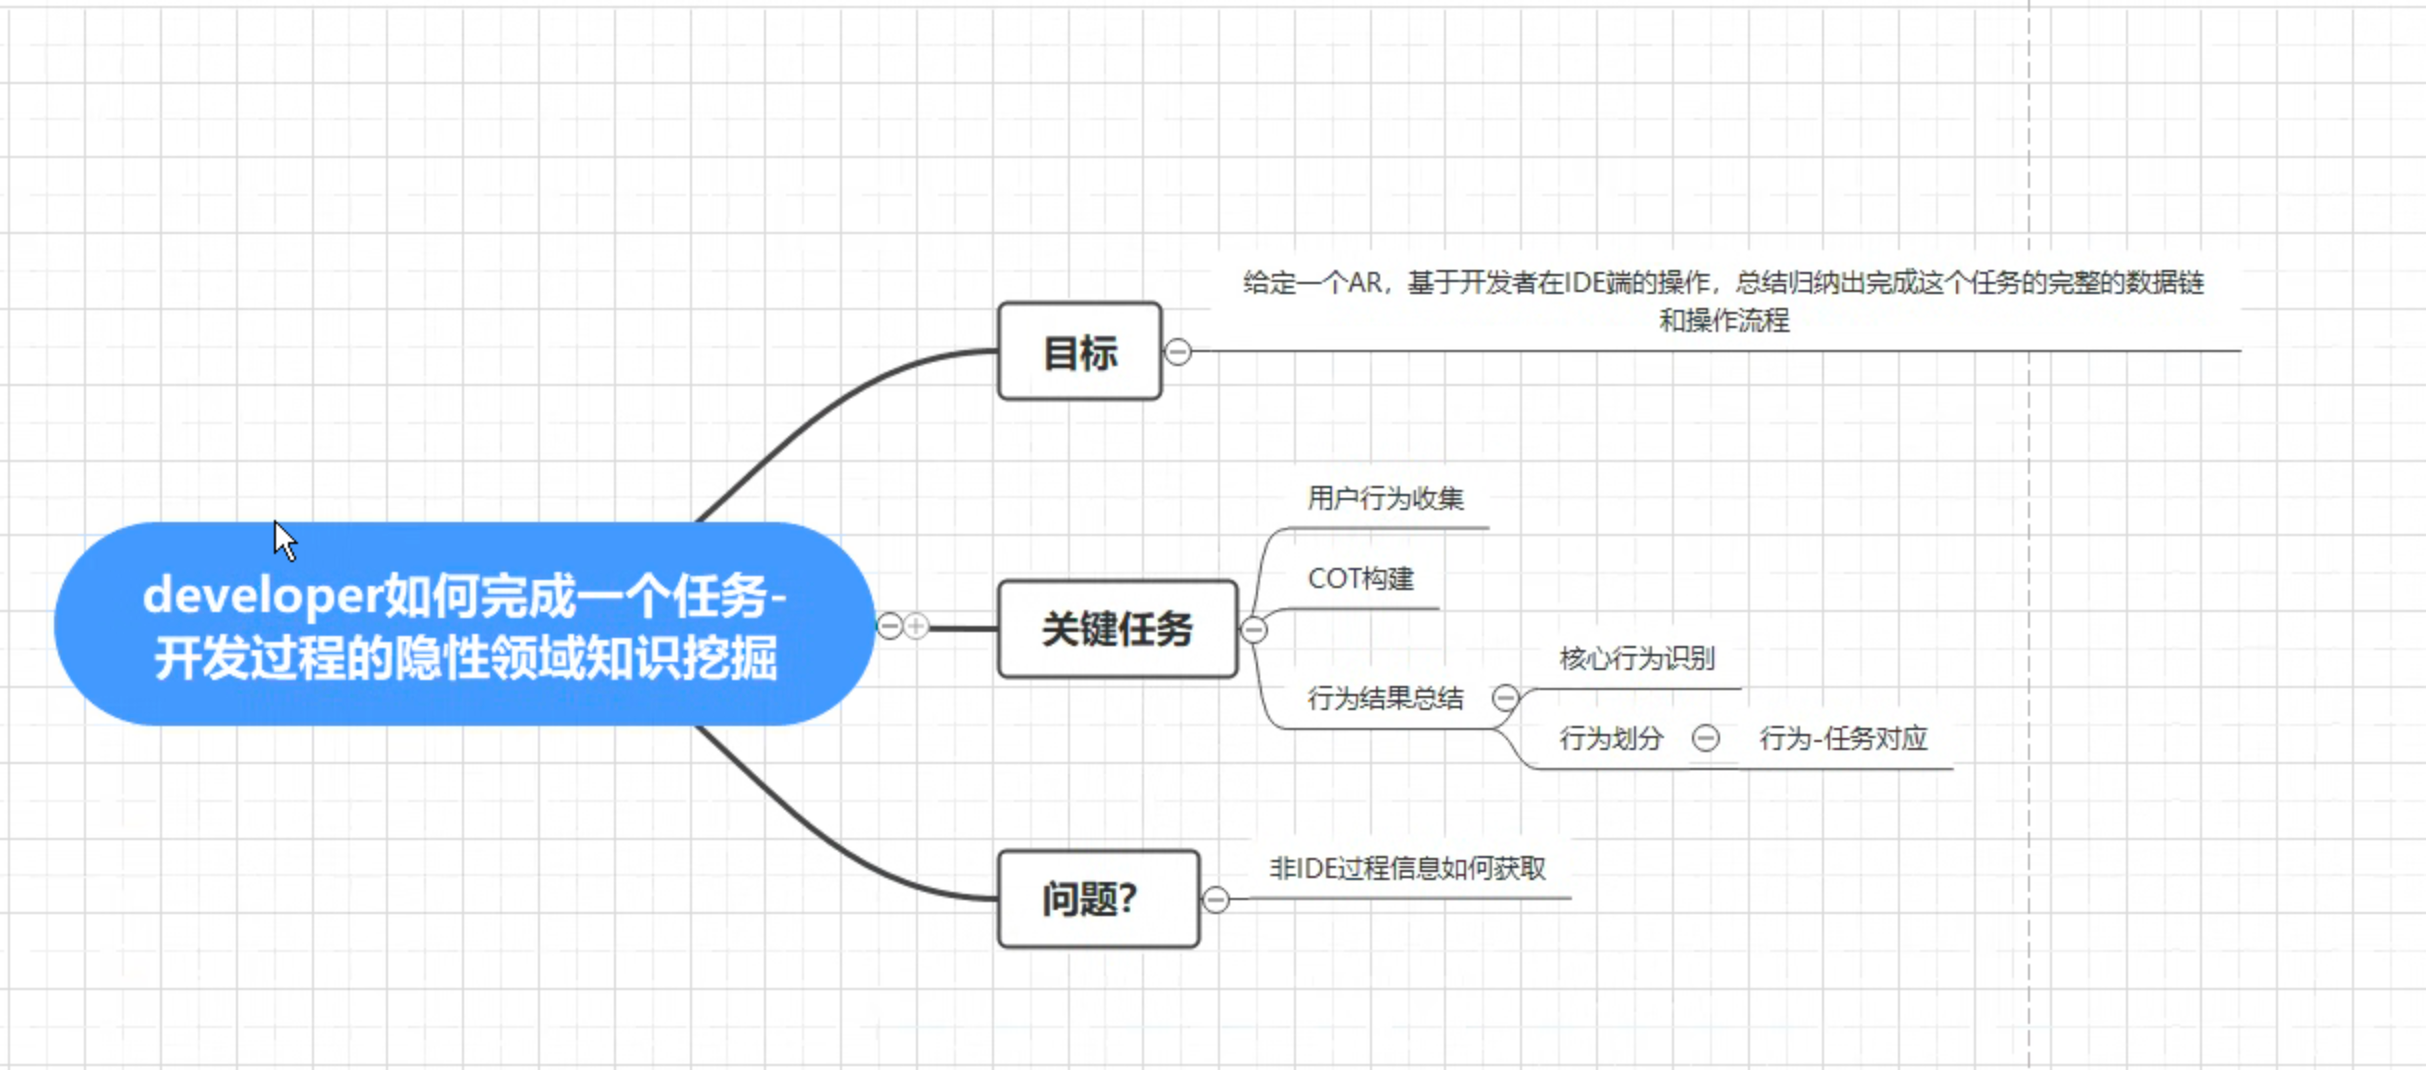 给定一个AR，基于开发者在IDE端的操作，总结归纳出完成这个任务的完整的数据链
和操作流程
目标
用户行为收集
COT构建
developer如何完成一个任务-
开发过程的隐性领域知识挖掘
关键任务
核心行为识别
行为结果总结
行为划分
行为-任务对应
非IDE过程信息如何获取
问题？